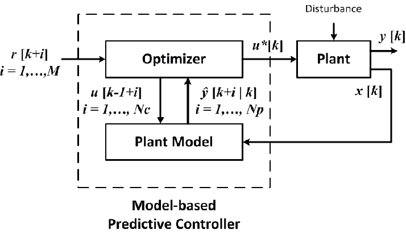 Disturbance
r [k+i]
i = 1,...,M
Optimizer
u*[k]
Plant
y [k]
x [k]
u [k-1+i]
i = 1,..., Nc
ŷ [k+i | k]
i = 1,..., Np
Plant Model
Model-based
Predictive Controller